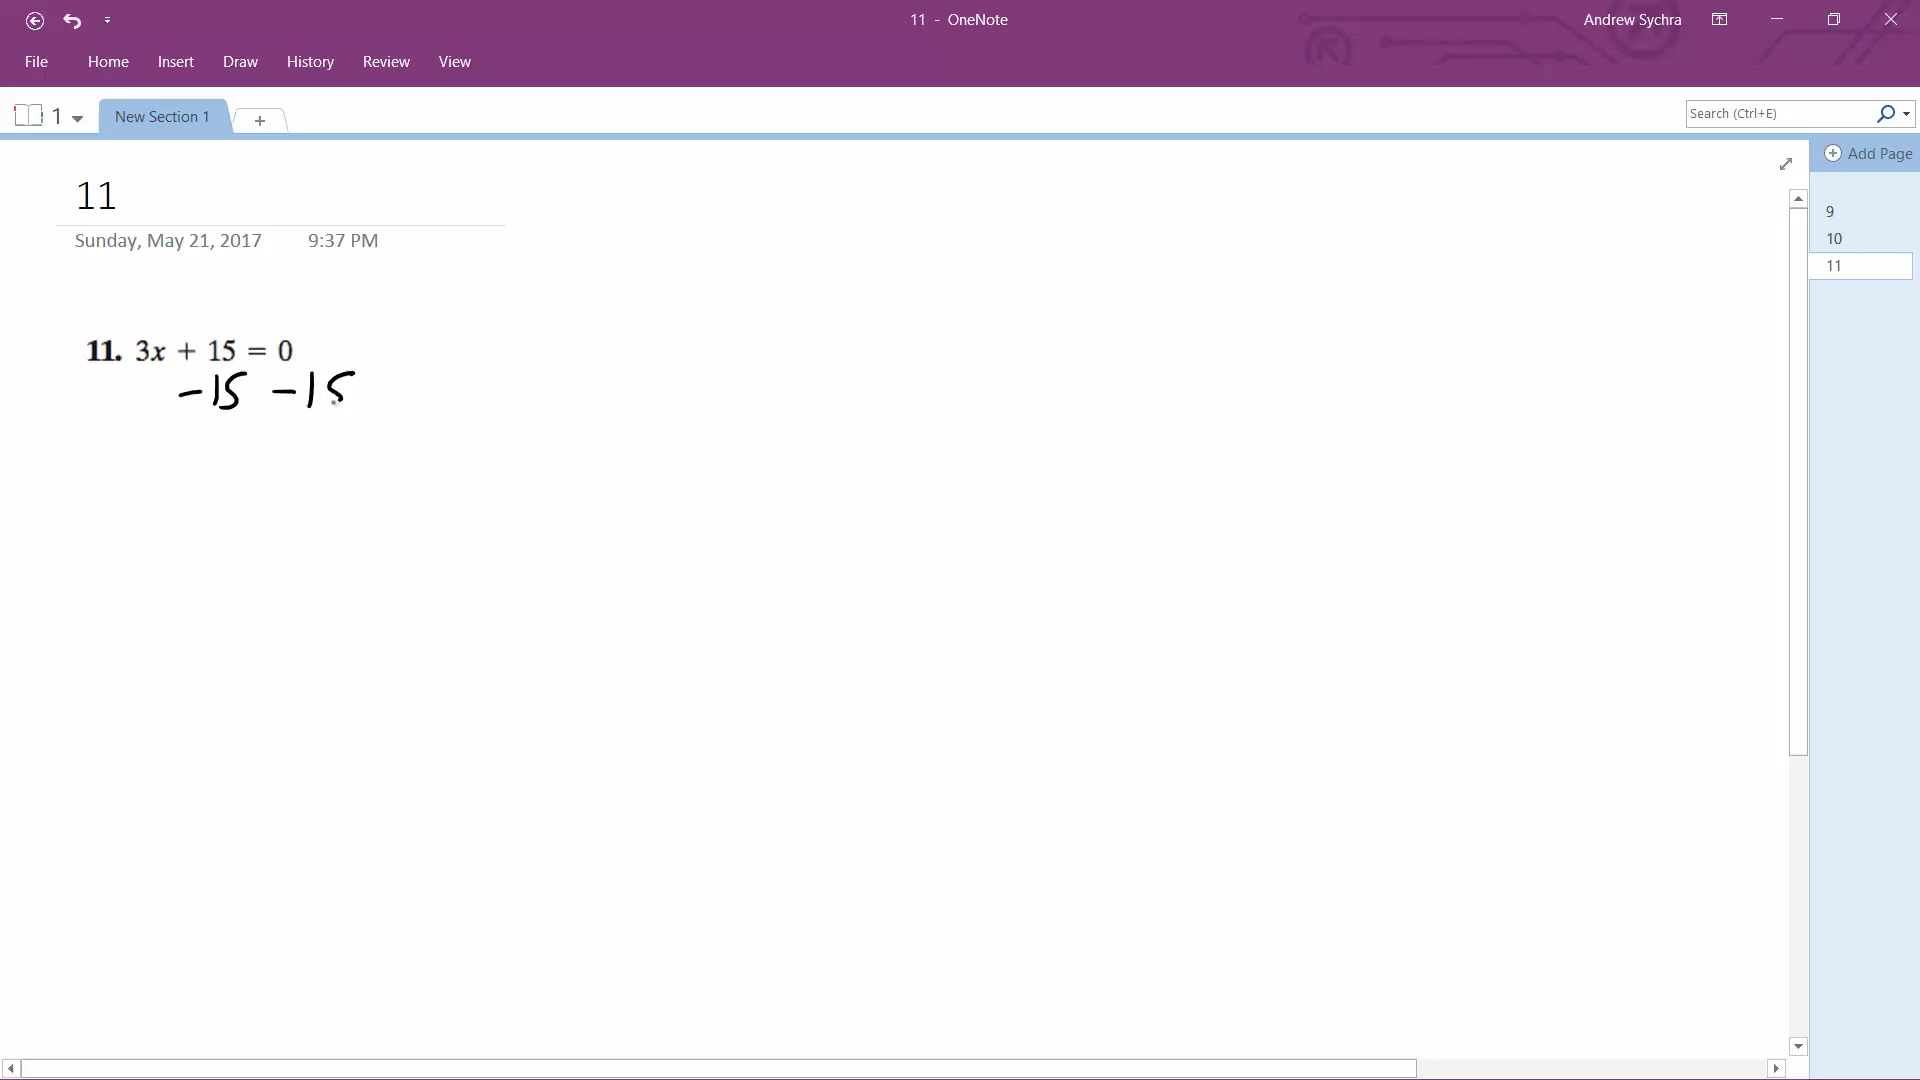 11 - OneNote
Andrew Sychra
File Home Insert Draw History Review View
1 New Section 1 +
Search (Ctrl+E)
Add Page
11
Sunday, May 21, 2017 9:37 PM
9
10
11
11. 3x + 15 = 0
-15 -15